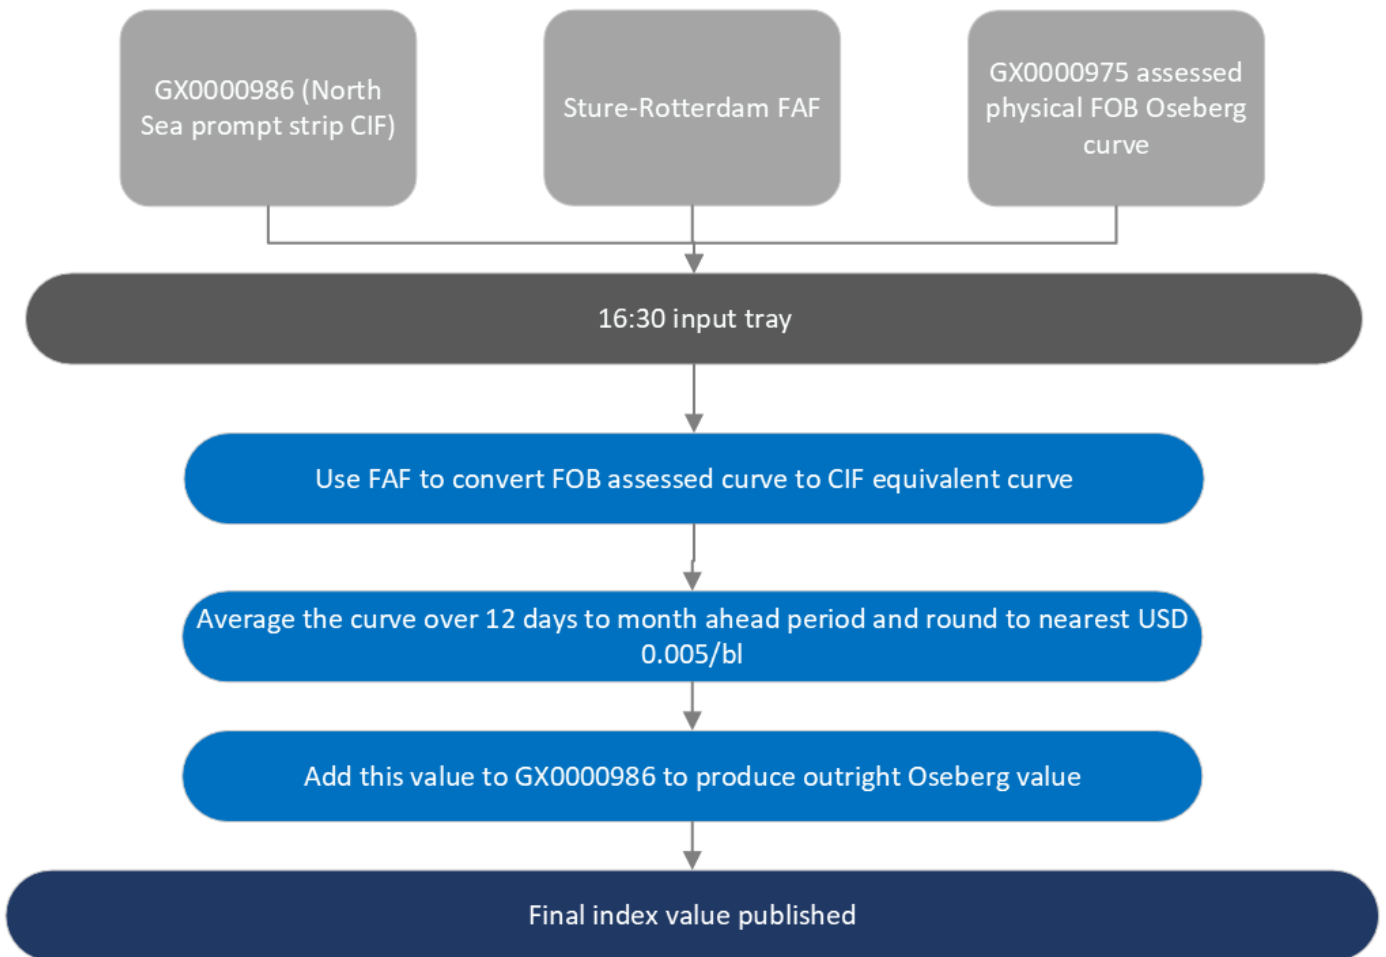 GX0000986 (North
Sea prompt strip CIF)
Sture-Rotterdam FAF
GX0000975 assessed
physical FOB Oseberg
curve
16:30 input tray
Use FAF to convert FOB assessed curve to CIF equivalent curve
Average the curve over 12 days to month ahead period and round to nearest USD
0.005/bl
Add this value to GX0000986 to produce outright Oseberg value
Final index value published